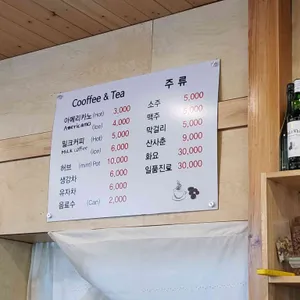 Cooffee & Tea
아메리카노 (Hot) 3,000
Americano (Ice) 4,000
밀크커피 (Hot) 5,000
Milk Coffee (Ice) 6,000
허브 (mini) Pot 10,000
생강차 6,000
유자차 6,000
음료수 (Can) 2,000
주 류
소주 5,000
맥주 5,000
막걸리 5,000
산사춘 9,000
화요 30,000
일품진로 30,000